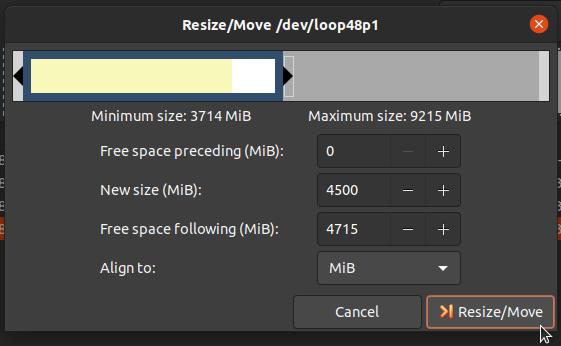 Resize/Move /dev/loop48p1
Minimum size: 3714 MiB Maximum size: 9215 MiB
Free space preceding (MiB): 0
New size (MiB): 4500
Free space following (MiB): 4715
Align to: MiB
Cancel Resize/Move